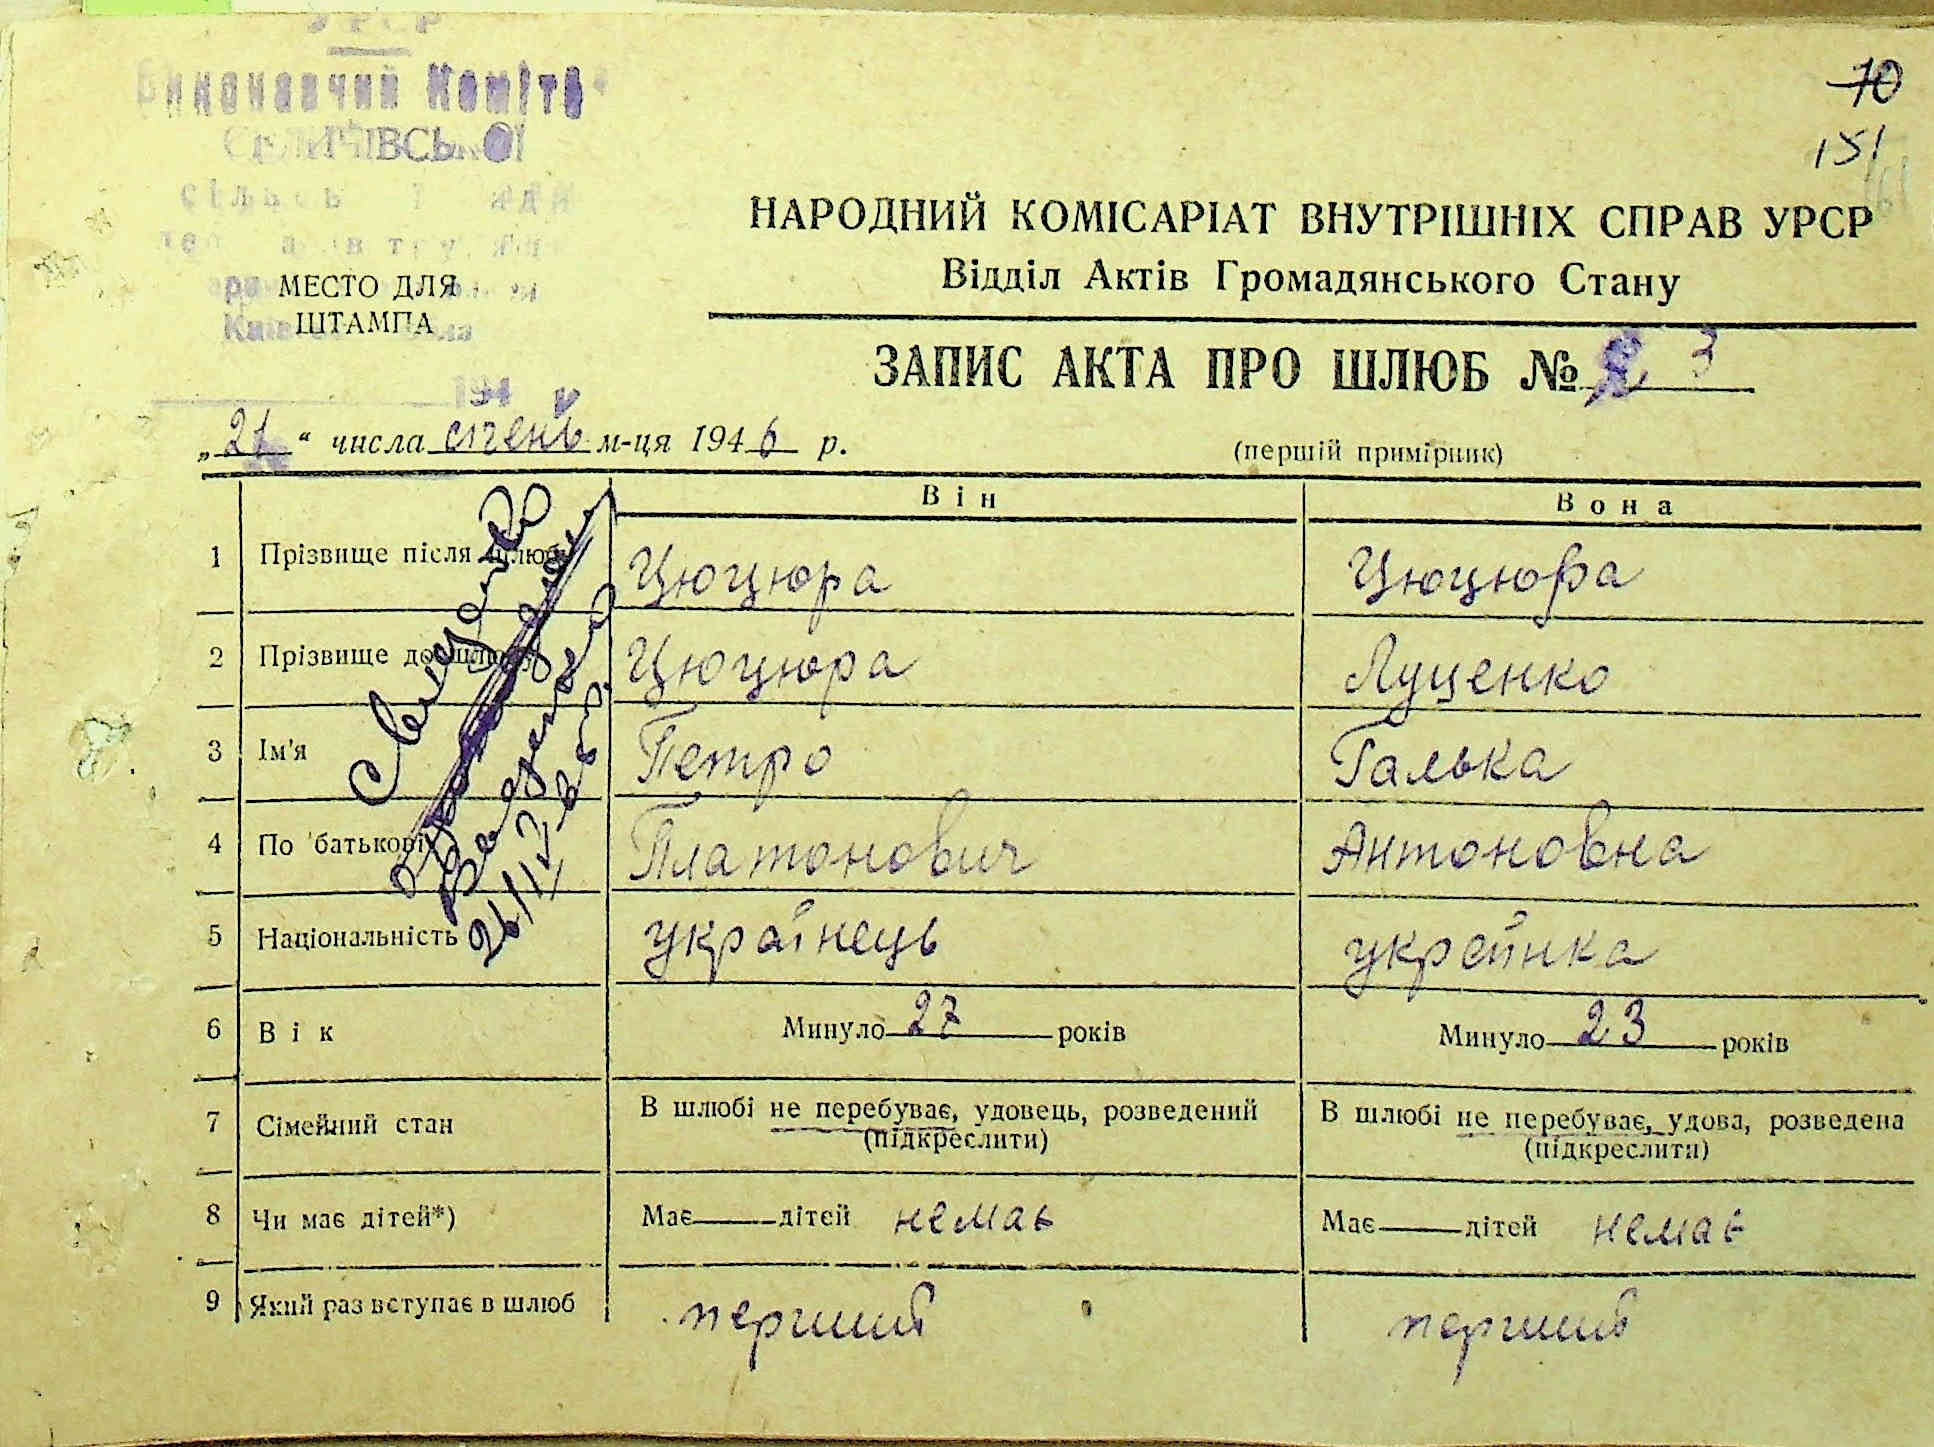 УРСР
Виконавчий Коміте
МЕСТО ДЛЯ
ШТАМПА
194
70
151
НАРОДНИЙ КОМІСАРІАТ ВНУТРІШНІХ СПРАВ УРСР
Відділ Актів Громадянського Стану
ЗАПИС АКТА ПРО ШЛЮБ № 3
„21“ числа січень м-ця 1946 р.
(першій примірник)
Він Вона
1 Прізвище після шлюбу Цюцюра Цюцюра
2 Прізвище до шлюбу Цюцюра Луценко
3 Ім'я Петро Галька
4 По батькові Платонович Антоновна
5 Національність українець українка
6 Вік Минуло 27 років Минуло 23 років
7 Сімейний стан В шлюбі не перебуває, удовець, розведений В шлюбі не перебуває, удова, розведена
(підкреслити) (підкреслити)
8 Чи має дітей*) Має дітей немає Має дітей немає
9 Який раз вступає в шлюб перший перший